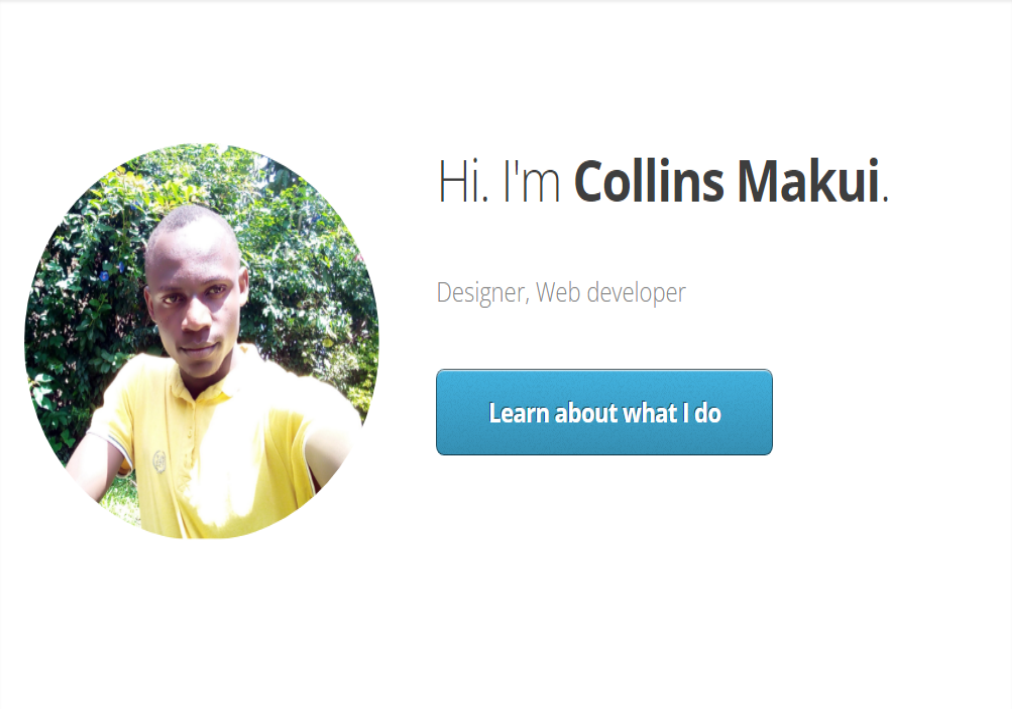 Hi. I'm Collins Makui.
Designer, Web developer
Learn about what I do